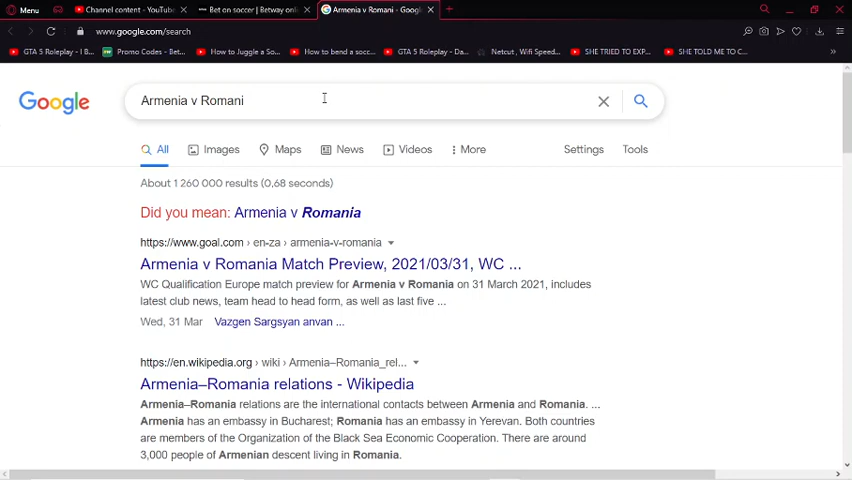 Menu
Channel content - YouTub
Bet on soccer | Betway onl
Armenia v Romani - Google
www.google.com/search
GTA 5 Roleplay - I B...
Promo Codes - Bet...
How to Juggle a So...
How to bend a socc...
GTA 5 Roleplay - Da...
Netcut , Wifi Speed...
SHE TRIED TO EXP...
SHE TOLD ME TO C...
Google
Armenia v Romani
All
Images
Maps
News
Videos
More
Settings
Tools
About 1 260 000 results (0,68 seconds)
Did you mean: Armenia v Romania
https://www.goal.com › en-za › armenia-v-romania
Armenia v Romania Match Preview, 2021/03/31, WC ...
WC Qualification Europe match preview for Armenia v Romania on 31 March 2021, includes
latest club news, team head to head form, as well as last five ...
Wed, 31 Mar Vazgen Sargsyan anvan ...
https://en.wikipedia.org › wiki › Armenia–Romania_rel...
Armenia–Romania relations - Wikipedia
Armenia–Romania relations are the international contacts between Armenia and Romania. ...
Armenia has an embassy in Bucharest; Romania has an embassy in Yerevan. Both countries
are members of the Organization of the Black Sea Economic Cooperation. There are around
3,000 people of Armenian descent living in Romania.